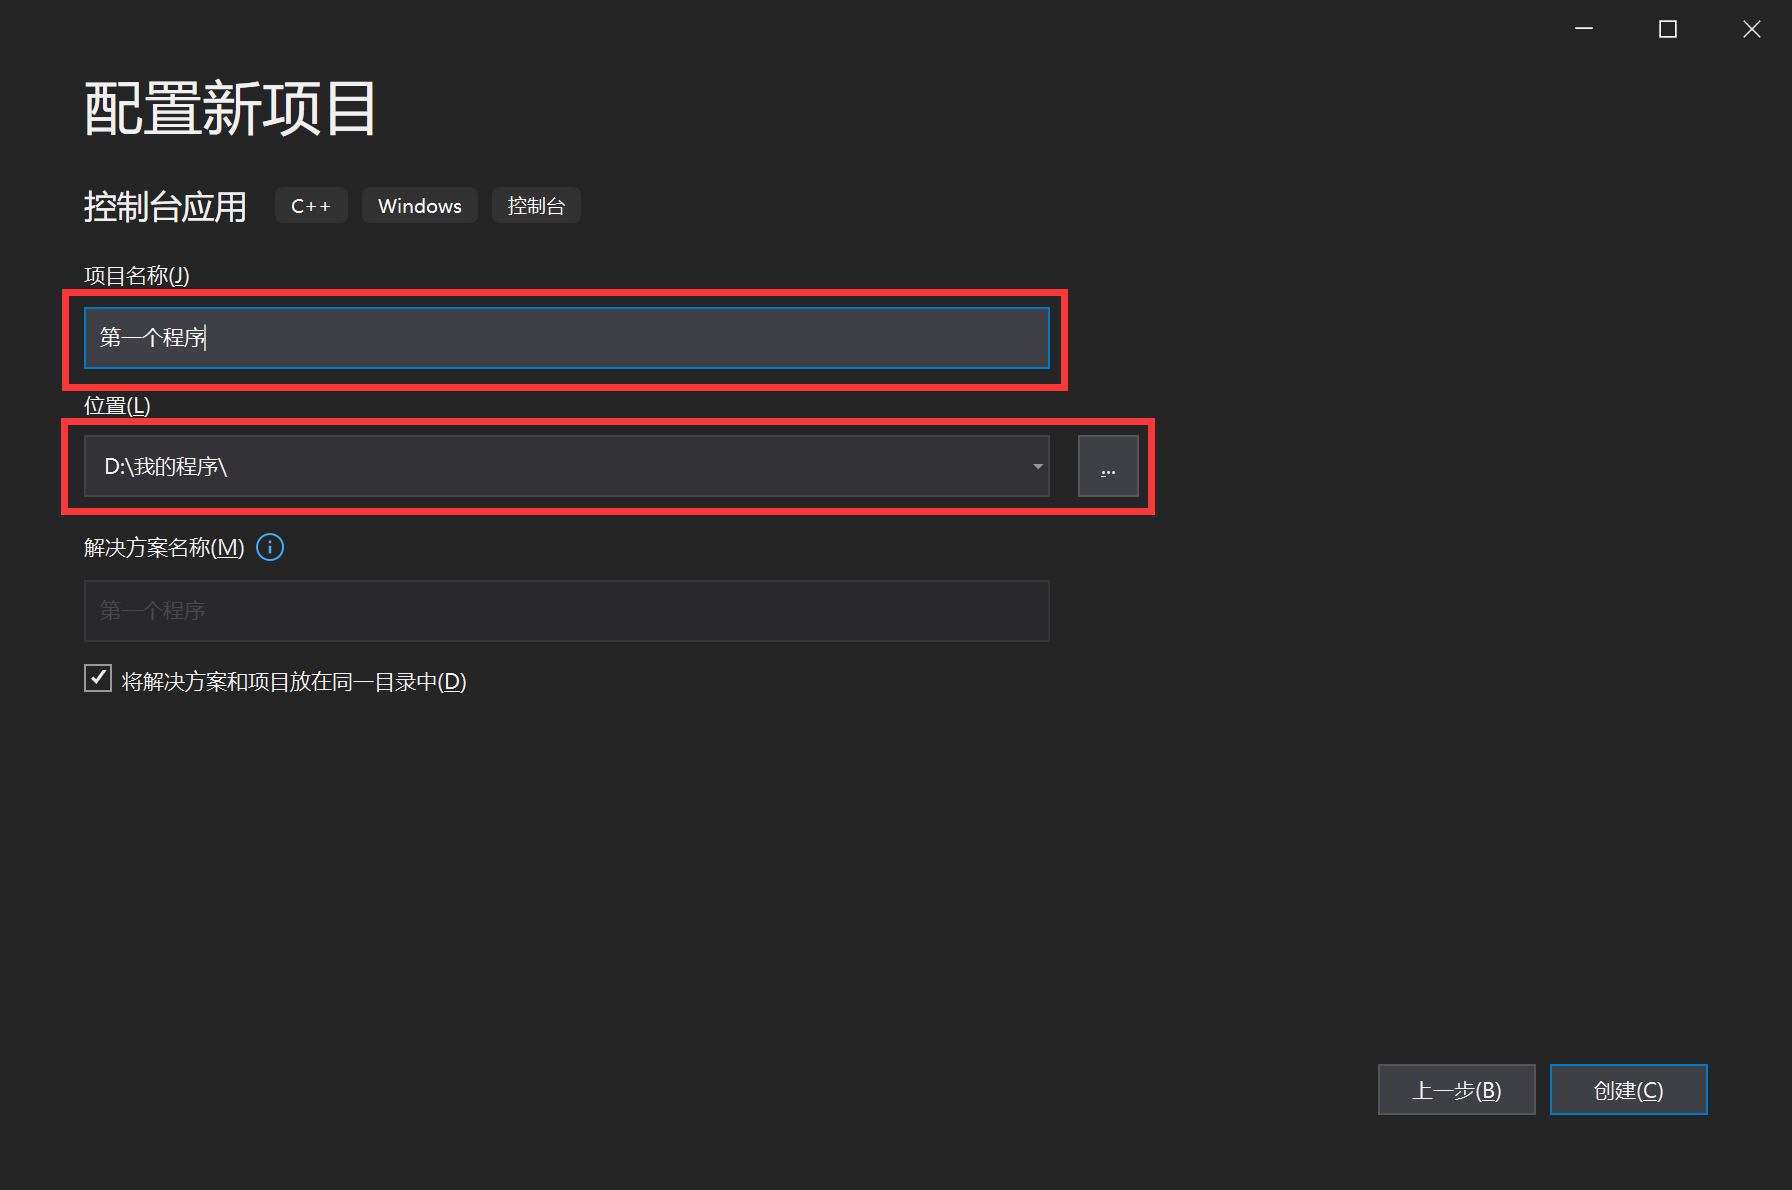 配置新项目
控制台应用 C++ Windows 控制台
项目名称(J)
第一个程序
位置(L)
D:\我的程序\
...
解决方案名称(M)
第一个程序
将解决方案和项目放在同一目录中(D)
上一步(B) 创建(C)